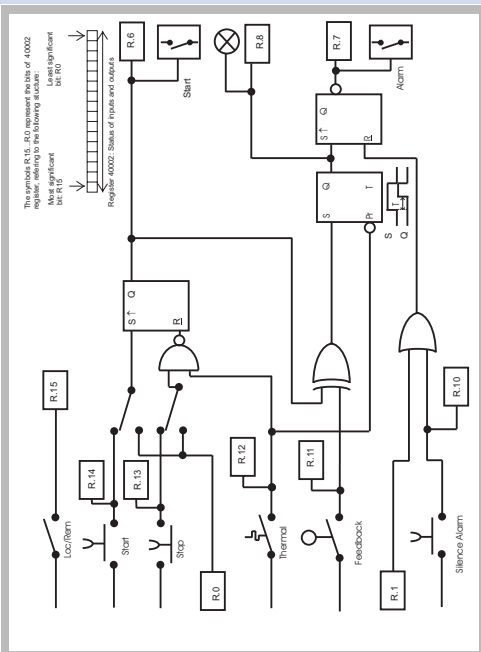 The symbols R.15...R.0 represent the bits of 40002
register, referring to the following structure:
Most significant
bit: R15
Least significant
bit: R0
Register 40002: Status of inputs and outputs
Loc/Rem
R.15
R.14
Start
R.13
Stop
R.0
S↑
Q
R
R.6
Start
R.12
Thermal
R.11
Feedback
R.8
S
Q
Pr
T
S
Q
T
S↑
Q
R
R.7
Alarm
R.1
Silence Alarm
R.10